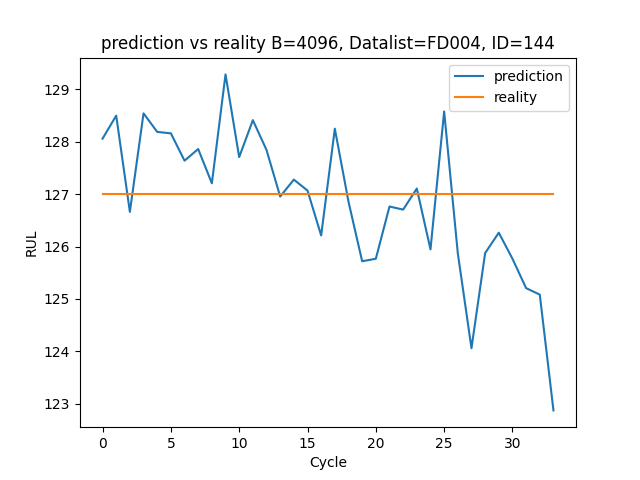 prediction vs reality B=4096, Datalist=FD004, ID=144
prediction
reality
129
128
127
126
125
124
123
RUL
0 5 10 15 20 25 30
Cycle